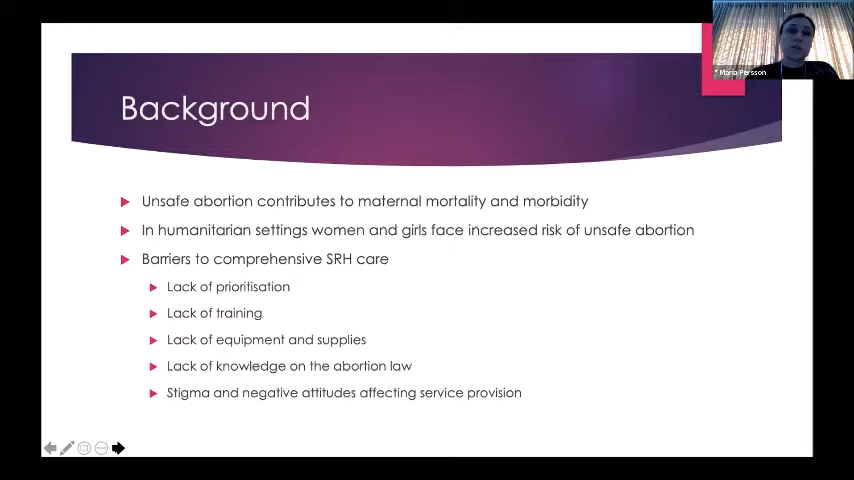 Maria Persson
Background
Unsafe abortion contributes to maternal mortality and morbidity
In humanitarian settings women and girls face increased risk of unsafe abortion
Barriers to comprehensive SRH care
Lack of prioritisation
Lack of training
Lack of equipment and supplies
Lack of knowledge on the abortion law
Stigma and negative attitudes affecting service provision